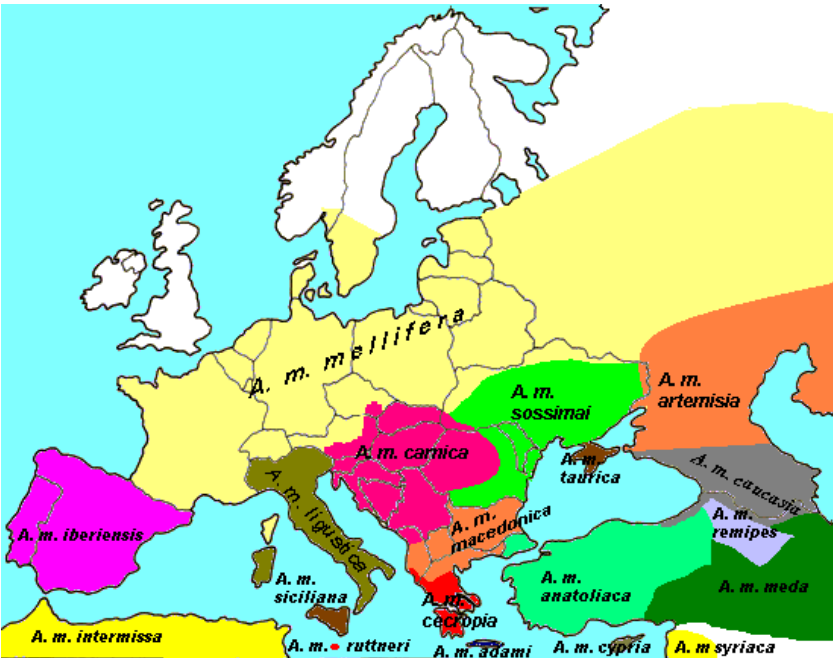 A. m. mellifera
A. m.
sossimai
A. m.
artemisia
A. m. carnica
A. m.
taurica
A. m. caucasia
A. m. ligustica
A. m.
macedonica
A. m.
remipes
A. m. iberiensis
A. m.
siciliana
A. m.
cecropia
A. m.
anatoliaca
A. m. meda
A. m. intermissa
A. m. ruttneri
A. m. adami
A. m. cypria
A. m syriaca